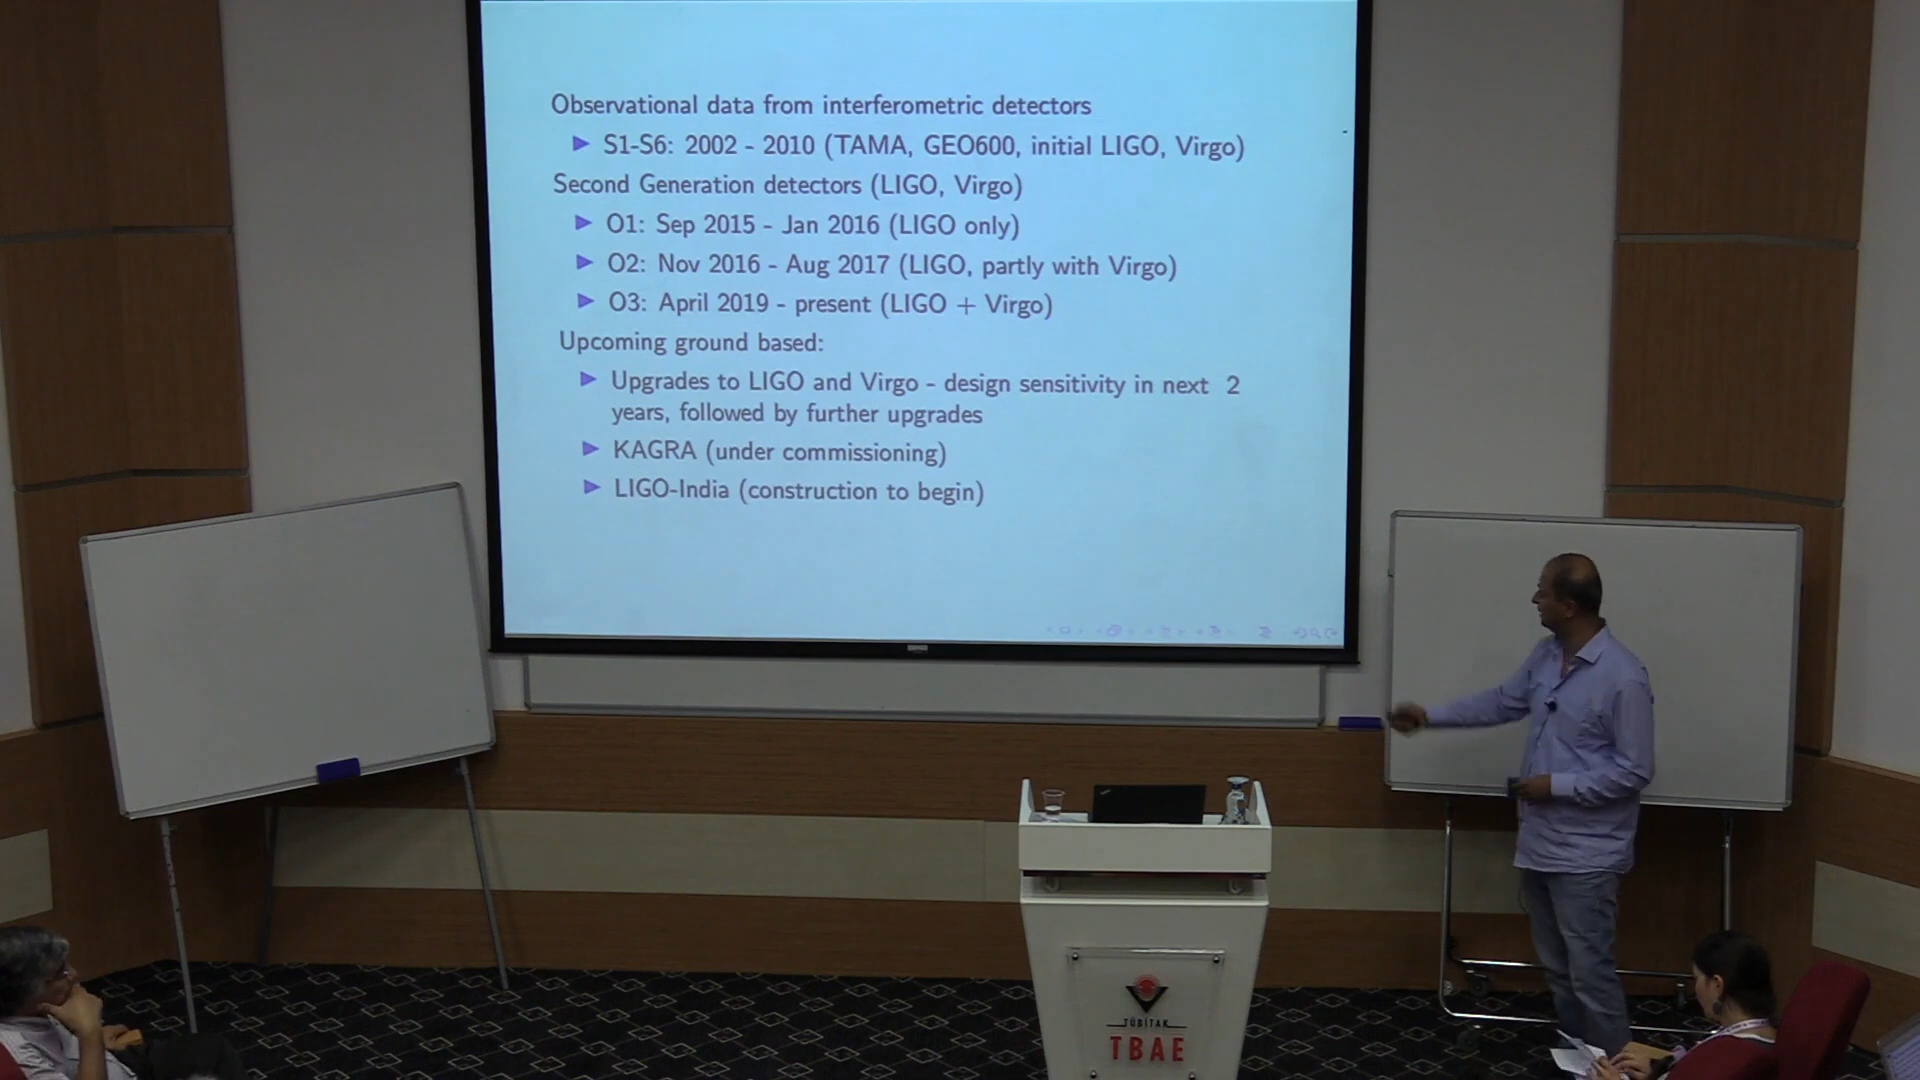 Observational data from interferometric detectors
S1-S6: 2002 - 2010 (TAMA, GEO600, initial LIGO, Virgo)
Second Generation detectors (LIGO, Virgo)
O1: Sep 2015 - Jan 2016 (LIGO only)
O2: Nov 2016 - Aug 2017 (LIGO, partly with Virgo)
O3: April 2019 - present (LIGO + Virgo)
Upcoming ground based:
Upgrades to LIGO and Virgo - design sensitivity in next 2
years, followed by further upgrades
KAGRA (under commissioning)
LIGO-India (construction to begin)
TÜBİTAK
TBAE